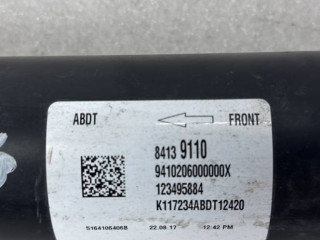 ABDT FRONT
8413 9110
9410206000000X
123495884
K117234ABDT12420
5164106406B 22.08.17 12:42 PM